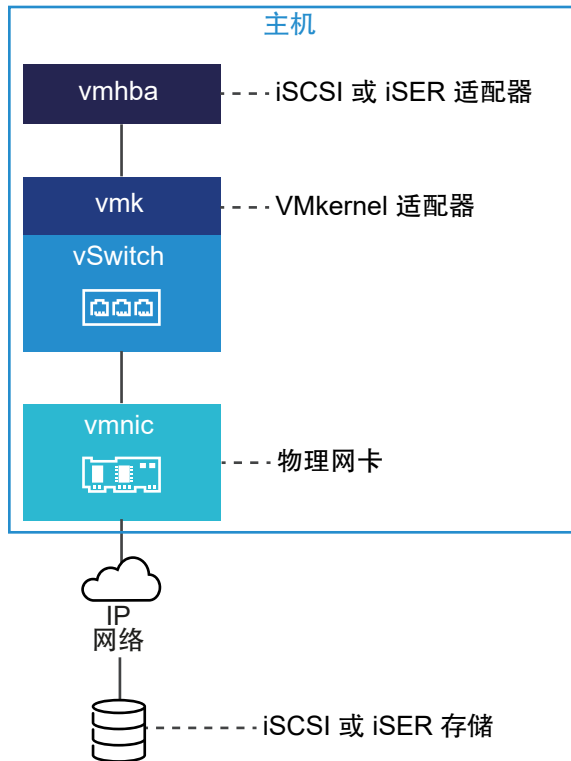 主机
vmhba
iSCSI 或 iSER 适配器
vmk
VMkernel 适配器
vSwitch
vmnic
物理网卡
IP
网络
iSCSI 或 iSER 存储